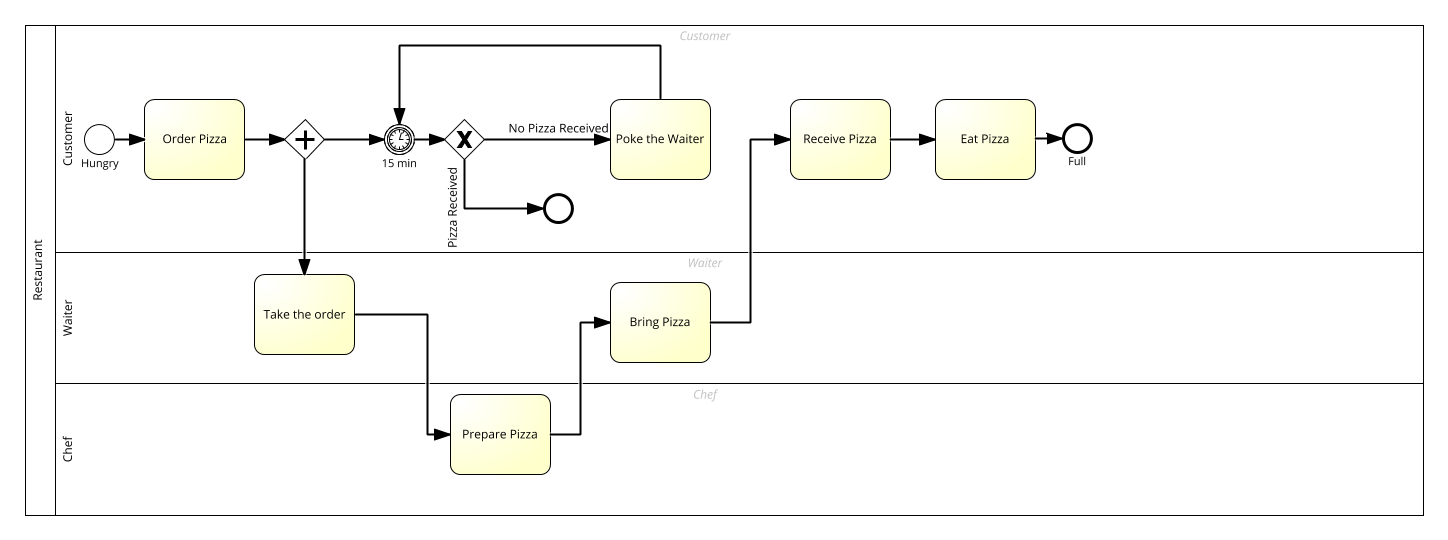 Restaurant
Customer
Customer
Hungry
Order Pizza
15 min
No Pizza Received
Pizza Received
Poke the Waiter
Receive Pizza
Eat Pizza
Full
Waiter
Waiter
Take the order
Bring Pizza
Chef
Chef
Prepare Pizza